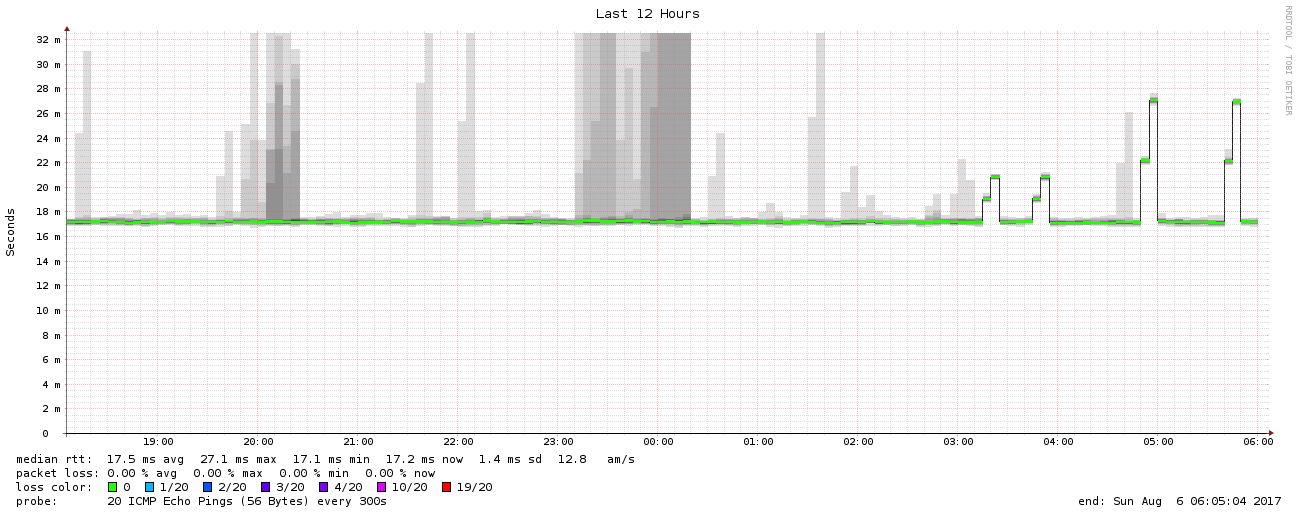 Last 12 Hours
RRDTOOL / TOBI OETIKER
Seconds
32 m
30 m
28 m
26 m
24 m
22 m
20 m
18 m
16 m
14 m
12 m
10 m
8 m
6 m
4 m
2 m
0
19:00 20:00 21:00 22:00 23:00 00:00 01:00 02:00 03:00 04:00 05:00 06:00
median rtt: 17.5 ms avg 27.1 ms max 17.1 ms min 17.2 ms now 1.4 ms sd 12.8 am/s
packet loss: 0.00 % avg 0.00 % max 0.00 % min 0.00 % now
loss color: 0 1/20 2/20 3/20 4/20 10/20 19/20
probe: 20 ICMP Echo Pings (56 Bytes) every 300s end: Sun Aug 6 06:05:04 2017